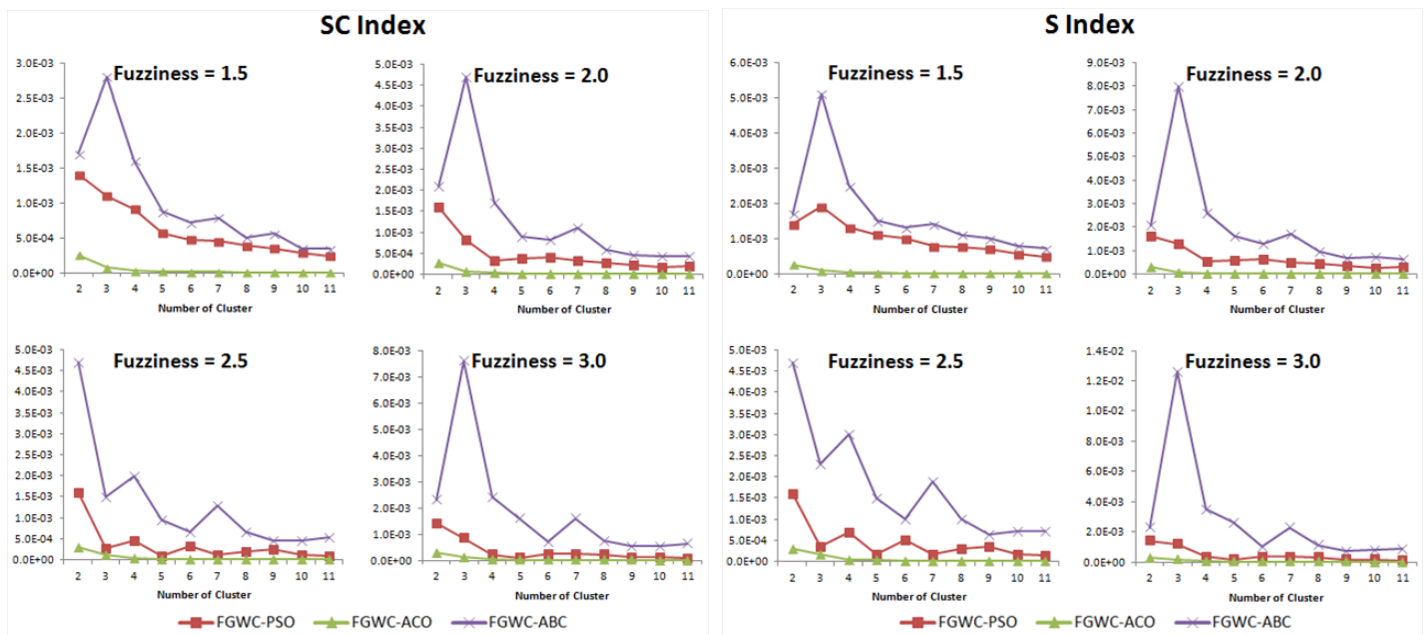 SC Index
Fuzziness = 1.5
3.0E-03
2.5E-03
2.0E-03
1.5E-03
1.0E-03
5.0E-04
0.0E+00
2 3 4 5 6 7 8 9 10 11
Number of Cluster
Fuzziness = 2.0
5.0E-03
4.5E-03
4.0E-03
3.5E-03
3.0E-03
2.5E-03
2.0E-03
1.5E-03
1.0E-03
5.0E-04
0.0E+00
2 3 4 5 6 7 8 9 10 11
Number of Cluster
Fuzziness = 2.5
5.0E-03
4.5E-03
4.0E-03
3.5E-03
3.0E-03
2.5E-03
2.0E-03
1.5E-03
1.0E-03
5.0E-04
0.0E+00
2 3 4 5 6 7 8 9 10 11
Number of Cluster
Fuzziness = 3.0
8.0E-03
7.0E-03
6.0E-03
5.0E-03
4.0E-03
3.0E-03
2.0E-03
1.0E-03
0.0E+00
2 3 4 5 6 7 8 9 10 11
Number of Cluster
FGWC-PSO FGWC-ACO FGWC-ABC
S Index
Fuzziness = 1.5
6.0E-03
5.0E-03
4.0E-03
3.0E-03
2.0E-03
1.0E-03
0.0E+00
2 3 4 5 6 7 8 9 10 11
Number of Cluster
Fuzziness = 2.0
9.0E-03
8.0E-03
7.0E-03
6.0E-03
5.0E-03
4.0E-03
3.0E-03
2.0E-03
1.0E-03
0.0E+00
2 3 4 5 6 7 8 9 10 11
Number of Cluster
Fuzziness = 2.5
5.0E-03
4.5E-03
4.0E-03
3.5E-03
3.0E-03
2.5E-03
2.0E-03
1.5E-03
1.0E-03
5.0E-04
0.0E+00
2 3 4 5 6 7 8 9 10 11
Number of Cluster
Fuzziness = 3.0
1.4E-02
1.2E-02
1.0E-02
8.0E-03
6.0E-03
4.0E-03
2.0E-03
0.0E+00
2 3 4 5 6 7 8 9 10 11
Number of Cluster
FGWC-PSO FGWC-ACO FGWC-ABC